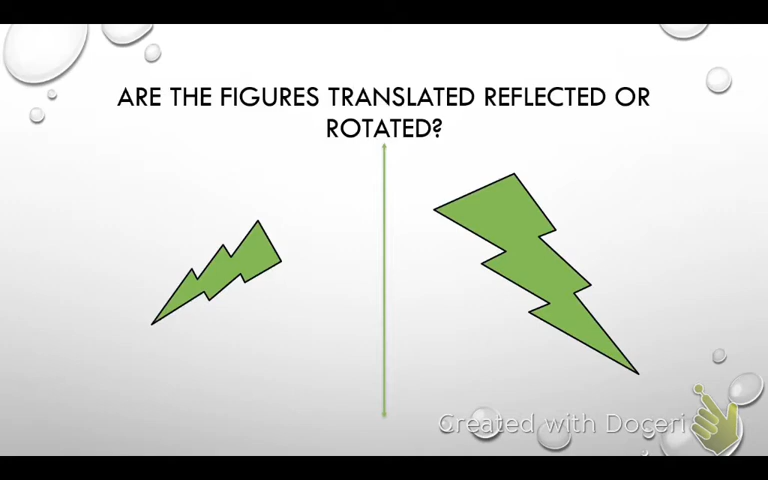 ARE THE FIGURES TRANSLATED REFLECTED OR
ROTATED?
Created with Doceri